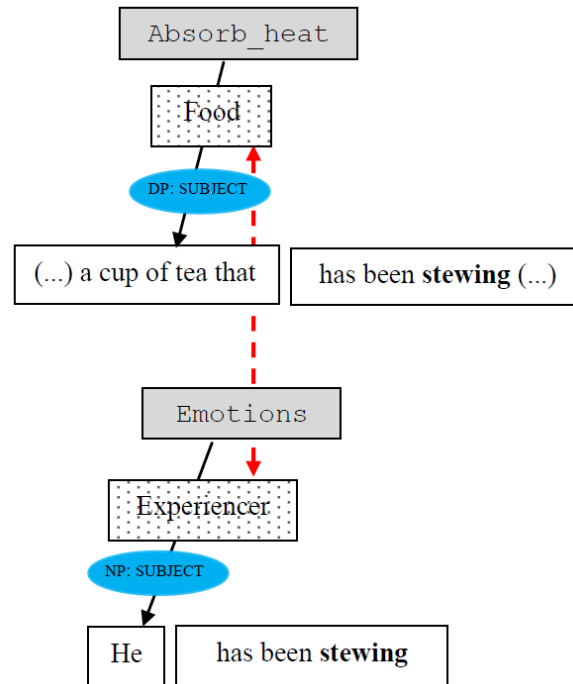 Absorb_heat
Food
DP: SUBJECT
(...) a cup of tea that
has been stewing (...)
Emotions
Experiencer
NP: SUBJECT
He
has been stewing